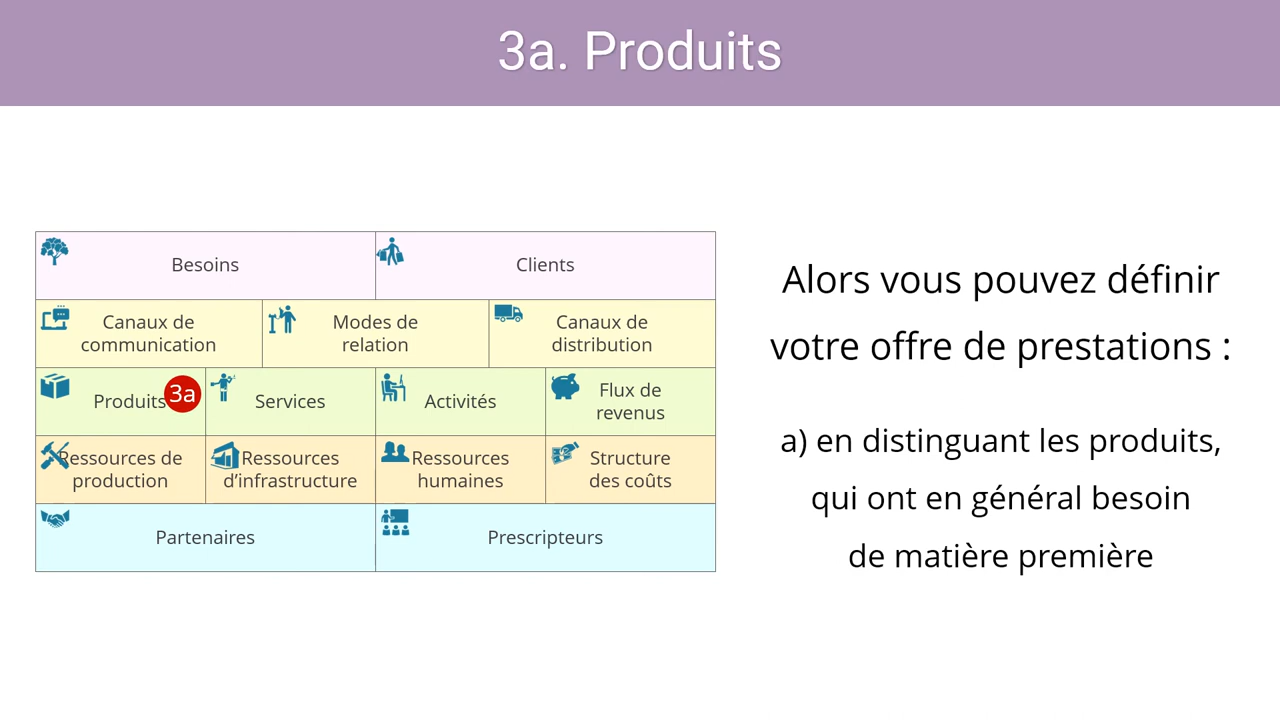 3a. Produits
Besoins
Clients
Canaux de
communication
Modes de
relation
Canaux de
distribution
Produits
3a
Services
Activités
Flux de
revenus
Ressources de
production
Ressources
d’infrastructure
Ressources
humaines
Structure
des coûts
Partenaires
Prescripteurs
Alors vous pouvez définir
votre offre de prestations :
a) en distinguant les produits,
qui ont en général besoin
de matière première